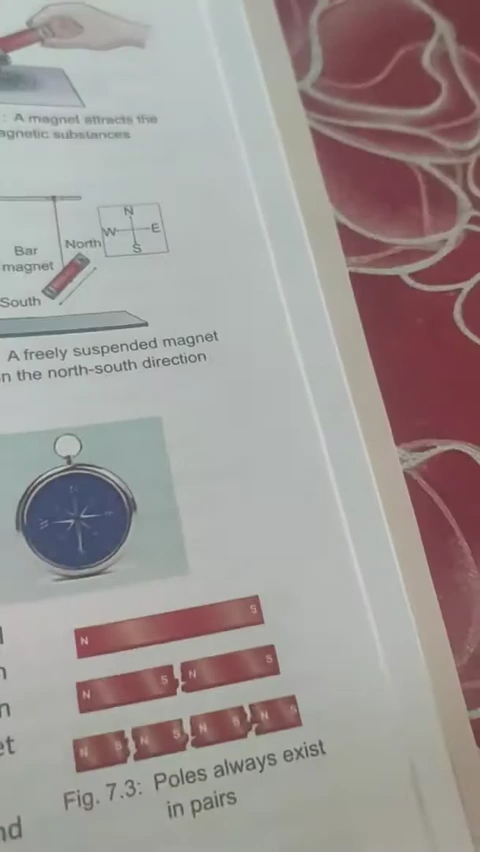 : A magnet attracts the
agnetic substances
N
W E
S
North
Bar
magnet
South
A freely suspended magnet
n the north-south direction
N S
N S N S
N S N S N S N S
et
Fig. 7.3: Poles always exist
in pairs
nd